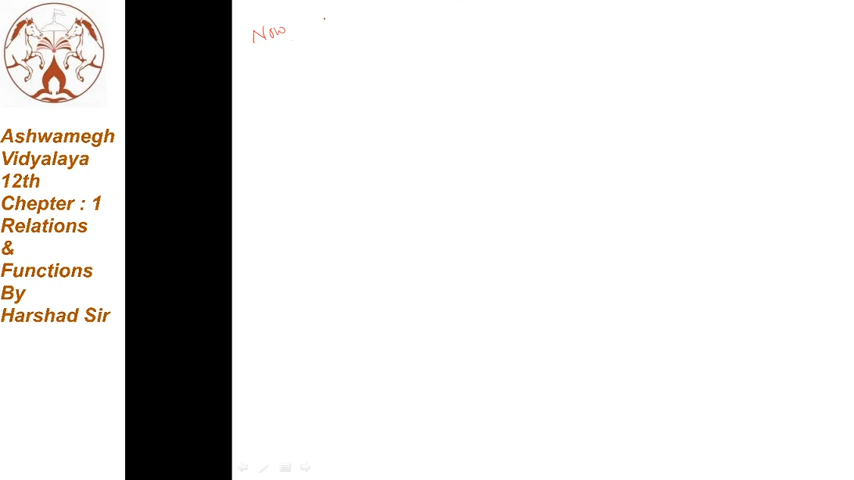 Ashwamegh
Vidyalaya
12th
Chepter : 1
Relations
&
Functions
By
Harshad Sir
Now